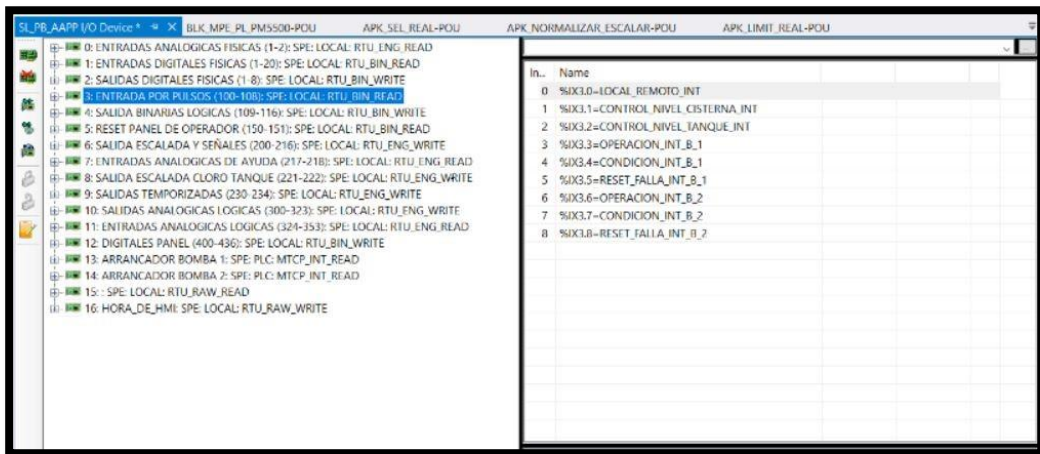 SL_PB_AAPP I/O Device * BLK_MPE_PL_PM5500-POU APK_SEL_REAL-POU APK_NORMALIZAR_ESCALAR-POU APK_LIMIT_REAL-POU
0: ENTRADAS ANALOGICAS FISICAS (1-2): SPE: LOCAL: RTU_ENG_READ
1: ENTRADAS DIGITALES FISICAS (1-20): SPE: LOCAL: RTU_BIN_READ
2: SALIDAS DIGITALES FISICAS (1-8): SPE: LOCAL: RTU_BIN_WRITE
3: ENTRADA POR PULSOS (100-108): SPE: LOCAL: RTU_BIN_READ
4: SALIDA BINARIAS LOGICAS (109-116): SPE: LOCAL: RTU_BIN_WRITE
5: RESET PANEL DE OPERADOR (150-151): SPE: LOCAL: RTU_BIN_READ
6: SALIDA ESCALADA Y SEÑALES (200-216): SPE: LOCAL: RTU_ENG_WRITE
7: ENTRADAS ANALOGICAS DE AYUDA (217-218): SPE: LOCAL: RTU_ENG_READ
8: SALIDA ESCALADA CLORO TANQUE (221-222): SPE: LOCAL: RTU_ENG_WRITE
9: SALIDAS TEMPORIZADAS (230-234): SPE: LOCAL: RTU_ENG_WRITE
10: SALIDAS ANALOGICAS LOGICAS (300-323): SPE: LOCAL: RTU_ENG_WRITE
11: ENTRADAS ANALOGICAS LOGICAS (324-353): SPE: LOCAL: RTU_ENG_READ
12: DIGITALES PANEL (400-436): SPE: LOCAL: RTU_BIN_WRITE
13: ARRANCADOR BOMBA 1: SPE: PLC: MTCP_INT_READ
14: ARRANCADOR BOMBA 2: SPE: PLC: MTCP_INT_READ
15: : SPE: LOCAL: RTU_RAW_READ
16: HORA_DE_HMI: SPE: LOCAL: RTU_RAW_WRITE
In... Name
0 %IX3.0=LOCAL_REMOTO_INT
1 %IX3.1=CONTROL_NIVEL_CISTERNA_INT
2 %IX3.2=CONTROL_NIVEL_TANQUE_INT
3 %IX3.3=OPERACION_INT_B_1
4 %IX3.4=CONDICION_INT_B_1
5 %IX3.5=RESET_FALLA_INT_B_1
6 %IX3.6=OPERACION_INT_B_2
7 %IX3.7=CONDICION_INT_B_2
8 %IX3.8=RESET_FALLA_INT_B_2